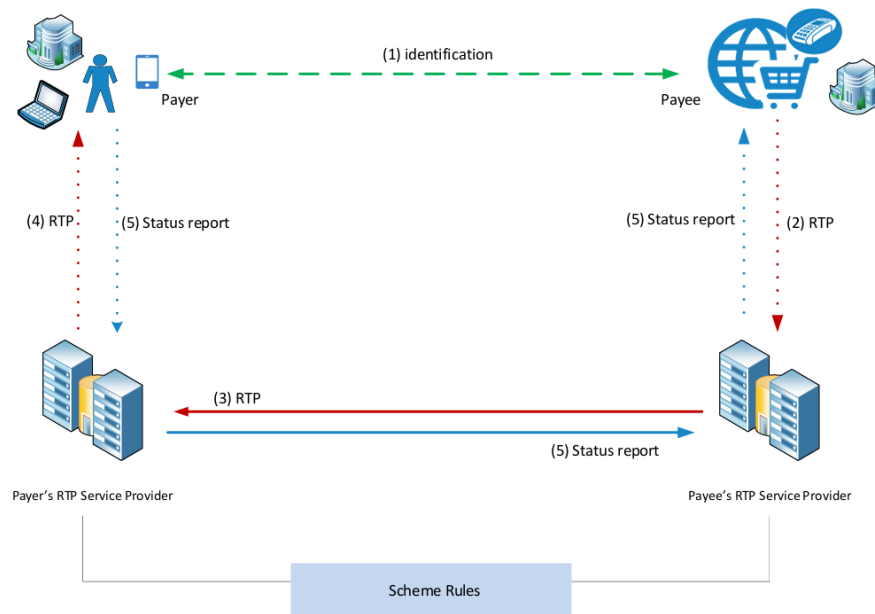 (1) identification
Payer
Payee
(4) RTP
(5) Status report
(5) Status report
(2) RTP
(3) RTP
(5) Status report
Payer’s RTP Service Provider
Payee’s RTP Service Provider
Scheme Rules